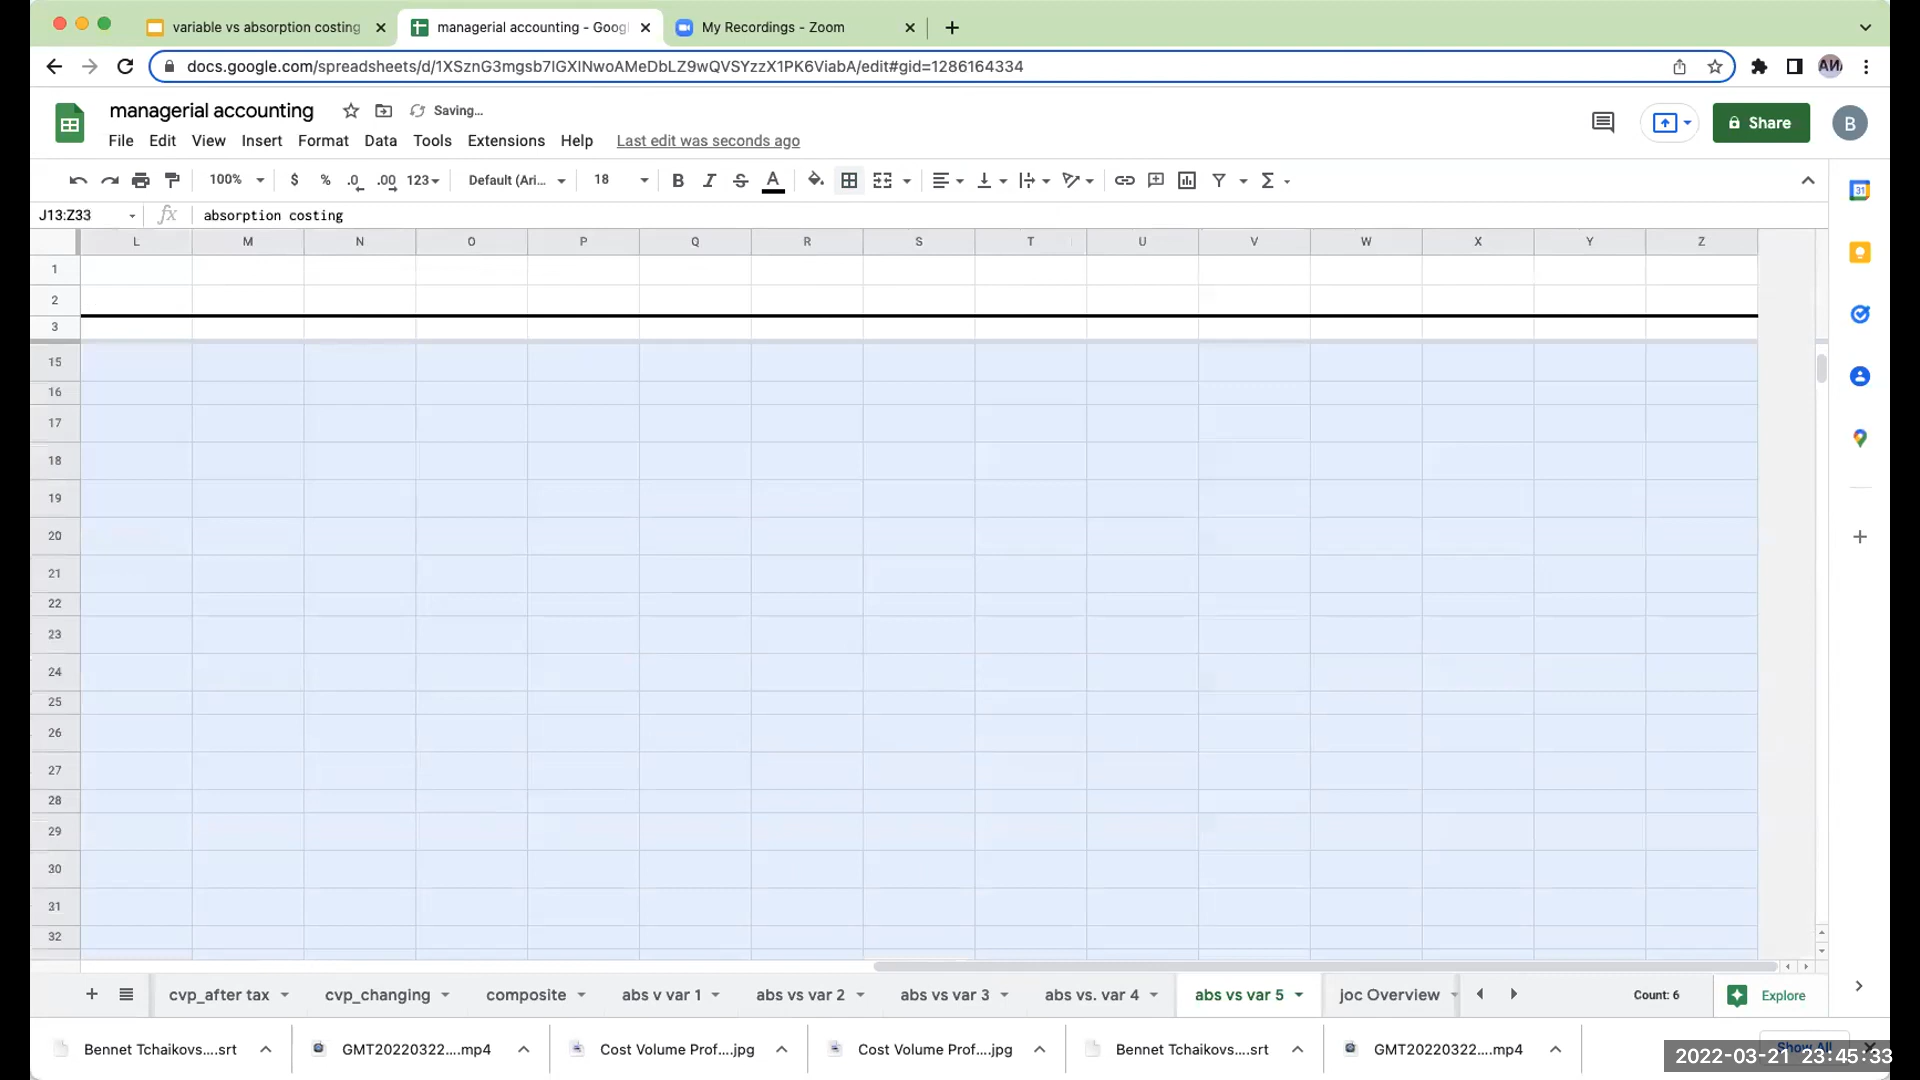 variable vs absorption costing
managerial accounting - Goog
My Recordings - Zoom
docs.google.com/spreadsheets/d/1XSznG3mgsb7lGXlNwoAMeDbLZ9wQVSYzzX1PK6ViabA/edit#gid=1286164334
managerial accounting
Saving…
File Edit View Insert Format Data Tools Extensions Help Last edit was seconds ago
Share
B
100% $ % .0 .00 123 Default (Ari... 18 B I S A Σ
31
J13:Z33 fx absorption costing
L M N O P Q R S T U V W X Y Z
1
2
3
15
16
17
18
19
20
21
22
23
24
25
26
27
28
29
30
31
32
cvp_after tax cvp_changing composite abs v var 1 abs vs var 2 abs vs var 3 abs vs. var 4 abs vs var 5 joc Overview Count: 6 Explore
Bennet Tchaikovs....srt GMT20220322....mp4 Cost Volume Prof....jpg Cost Volume Prof....jpg Bennet Tchaikovs....srt GMT20220322....mp4 Show All
2022-03-21 23:45:33